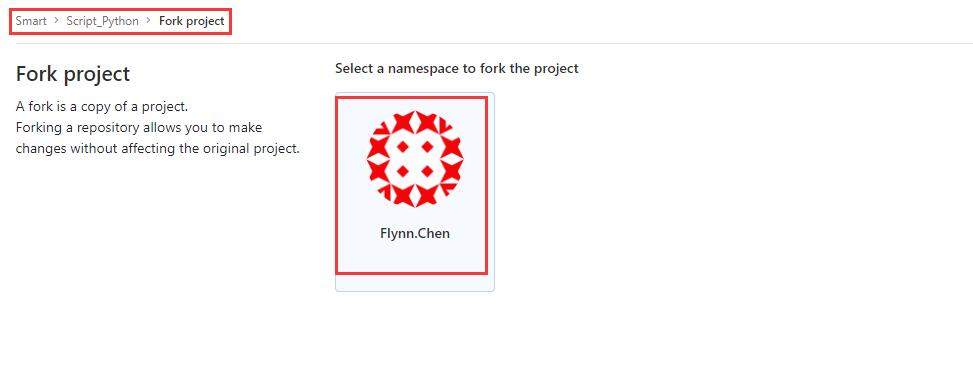 Smart > Script_Python > Fork project
Fork project
A fork is a copy of a project.
Forking a repository allows you to make
changes without affecting the original project.
Select a namespace to fork the project
Flynn.Chen